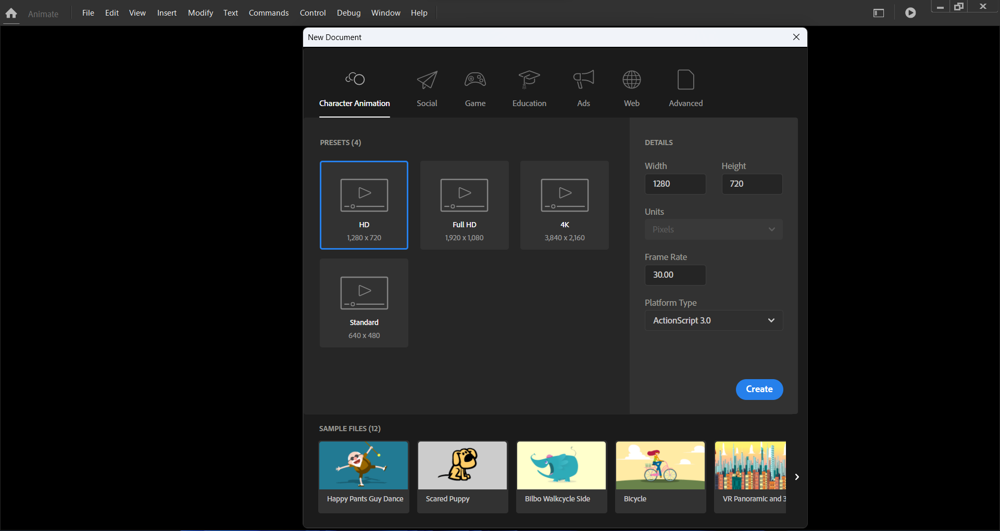 Animate File Edit View Insert Modify Text Commands Control Debug Window Help
New Document
Character Animation Social Game Education Ads Web Advanced
PRESETS (4)
HD
1,280 x 720
Full HD
1,920 x 1,080
4K
3,840 x 2,160
Standard
640 x 480
DETAILS
Width Height
1280 720
Units
Pixels
Frame Rate
30.00
Platform Type
ActionScript 3.0
Create
SAMPLE FILES (12)
Happy Pants Guy Dance
Scared Puppy
Bilbo Walkcycle Side
Bicycle
VR Panoramic and 3